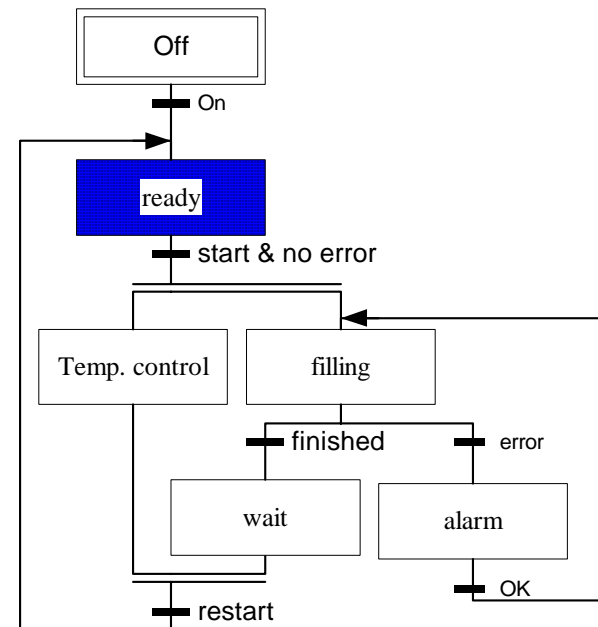 Off
On
ready
start & no error
Temp. control
filling
finished
error
wait
alarm
OK
restart